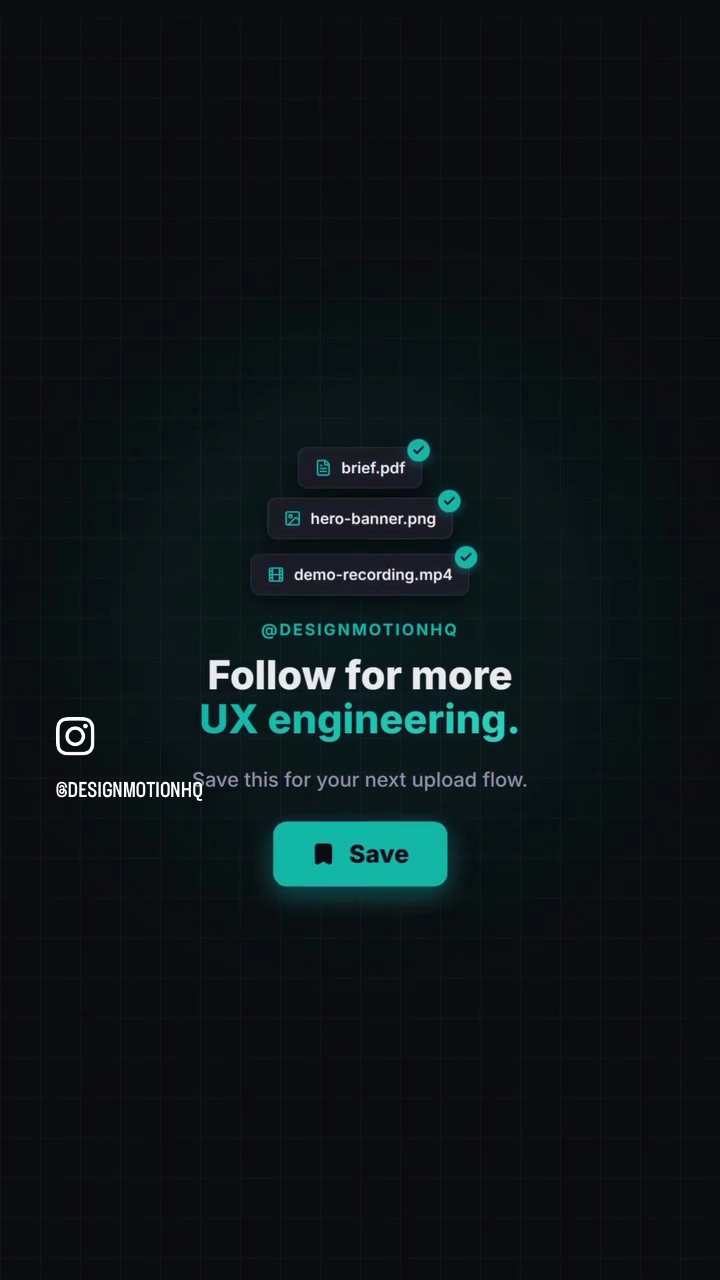 brief.pdf
hero-banner.png
demo-recording.mp4
@DESIGNMOTIONHQ
Follow for more
UX engineering.
Save this for your next upload flow.
@DESIGNMOTIONHQ
Save